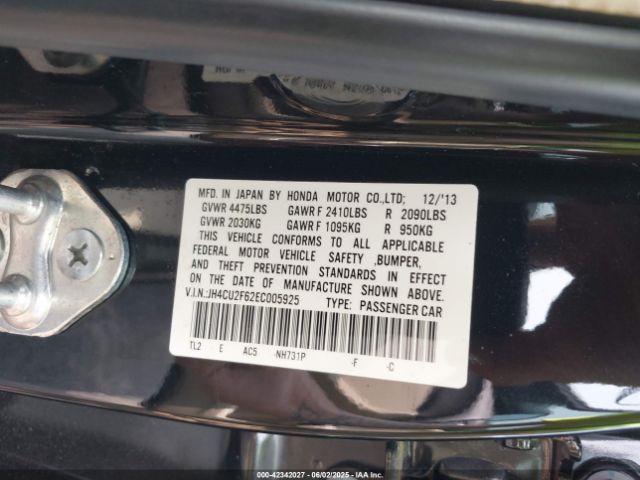 MFD. IN JAPAN BY HONDA MOTOR CO.,LTD; 12/'13
GVWR 4475LBS GAWR F 2410LBS R 2090LBS
GVWR 2030KG GAWR F 1095KG R 950KG
THIS VEHICLE CONFORMS TO ALL APPLICABLE
FEDERAL MOTOR VEHICLE SAFETY ,BUMPER,
AND THEFT PREVENTION STANDARDS IN EFFECT
ON THE DATE OF MANUFACTURE SHOWN ABOVE.
V.I.N.:JH4CU2F62EC005925 TYPE: PASSENGER CAR
TL2 E AC5 -NH731P -F -C
000-42342027 - 06/02/2025 - IAAI: Copyright